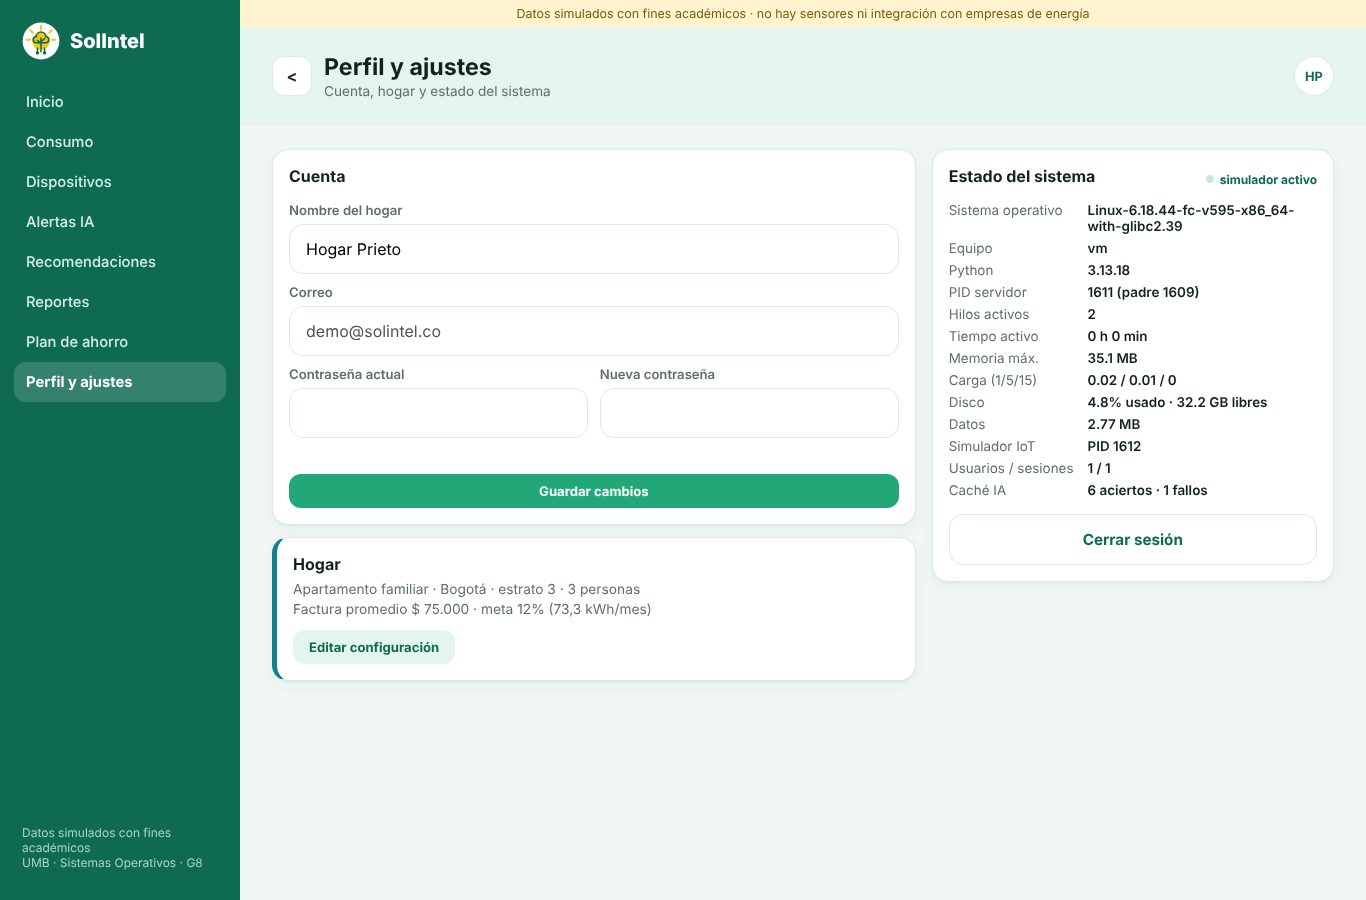 SolIntel
Inicio
Consumo
Dispositivos
Alertas IA
Recomendaciones
Reportes
Plan de ahorro
Perfil y ajustes
Datos simulados con fines
académicos
UMB · Sistemas Operativos · G8
Datos simulados con fines académicos · no hay sensores ni integración con empresas de energía
<
Perfil y ajustes
Cuenta, hogar y estado del sistema
HP
Cuenta
Nombre del hogar
Hogar Prieto
Correo
demo@solintel.co
Contraseña actual
Nueva contraseña
Guardar cambios
Hogar
Apartamento familiar · Bogotá · estrato 3 · 3 personas
Factura promedio $ 75.000 · meta 12% (73,3 kWh/mes)
Editar configuración
Estado del sistema
simulador activo
Sistema operativo Linux-6.18.44-fc-v595-x86_64-
with-glibc2.39
Equipo vm
Python 3.13.18
PID servidor 1611 (padre 1609)
Hilos activos 2
Tiempo activo 0 h 0 min
Memoria máx. 35.1 MB
Carga (1/5/15) 0.02 / 0.01 / 0
Disco 4.8% usado · 32.2 GB libres
Datos 2.77 MB
Simulador IoT PID 1612
Usuarios / sesiones 1 / 1
Caché IA 6 aciertos · 1 fallos
Cerrar sesión